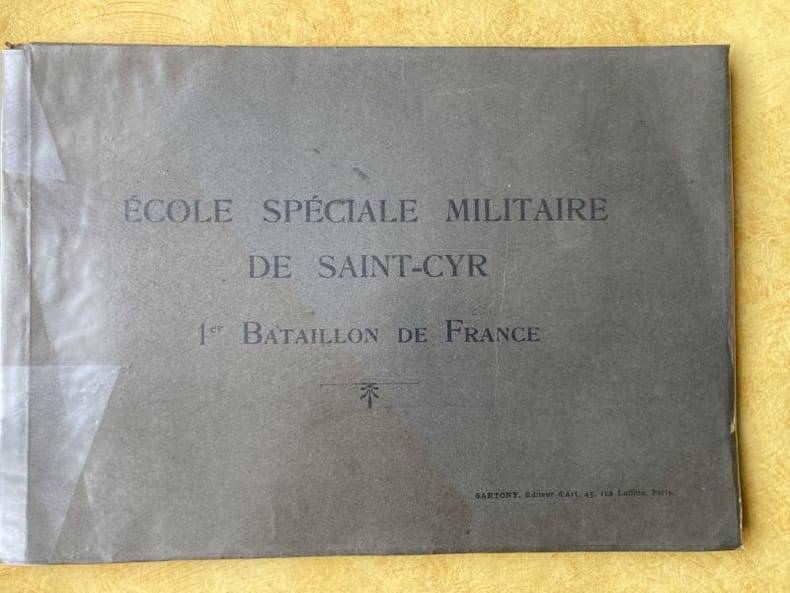 ÉCOLE SPÉCIALE MILITAIRE
DE SAINT-CYR
1er BATAILLON DE FRANCE
SARTONY, Editeur d'Art, 45, rue Laffitte, Paris.